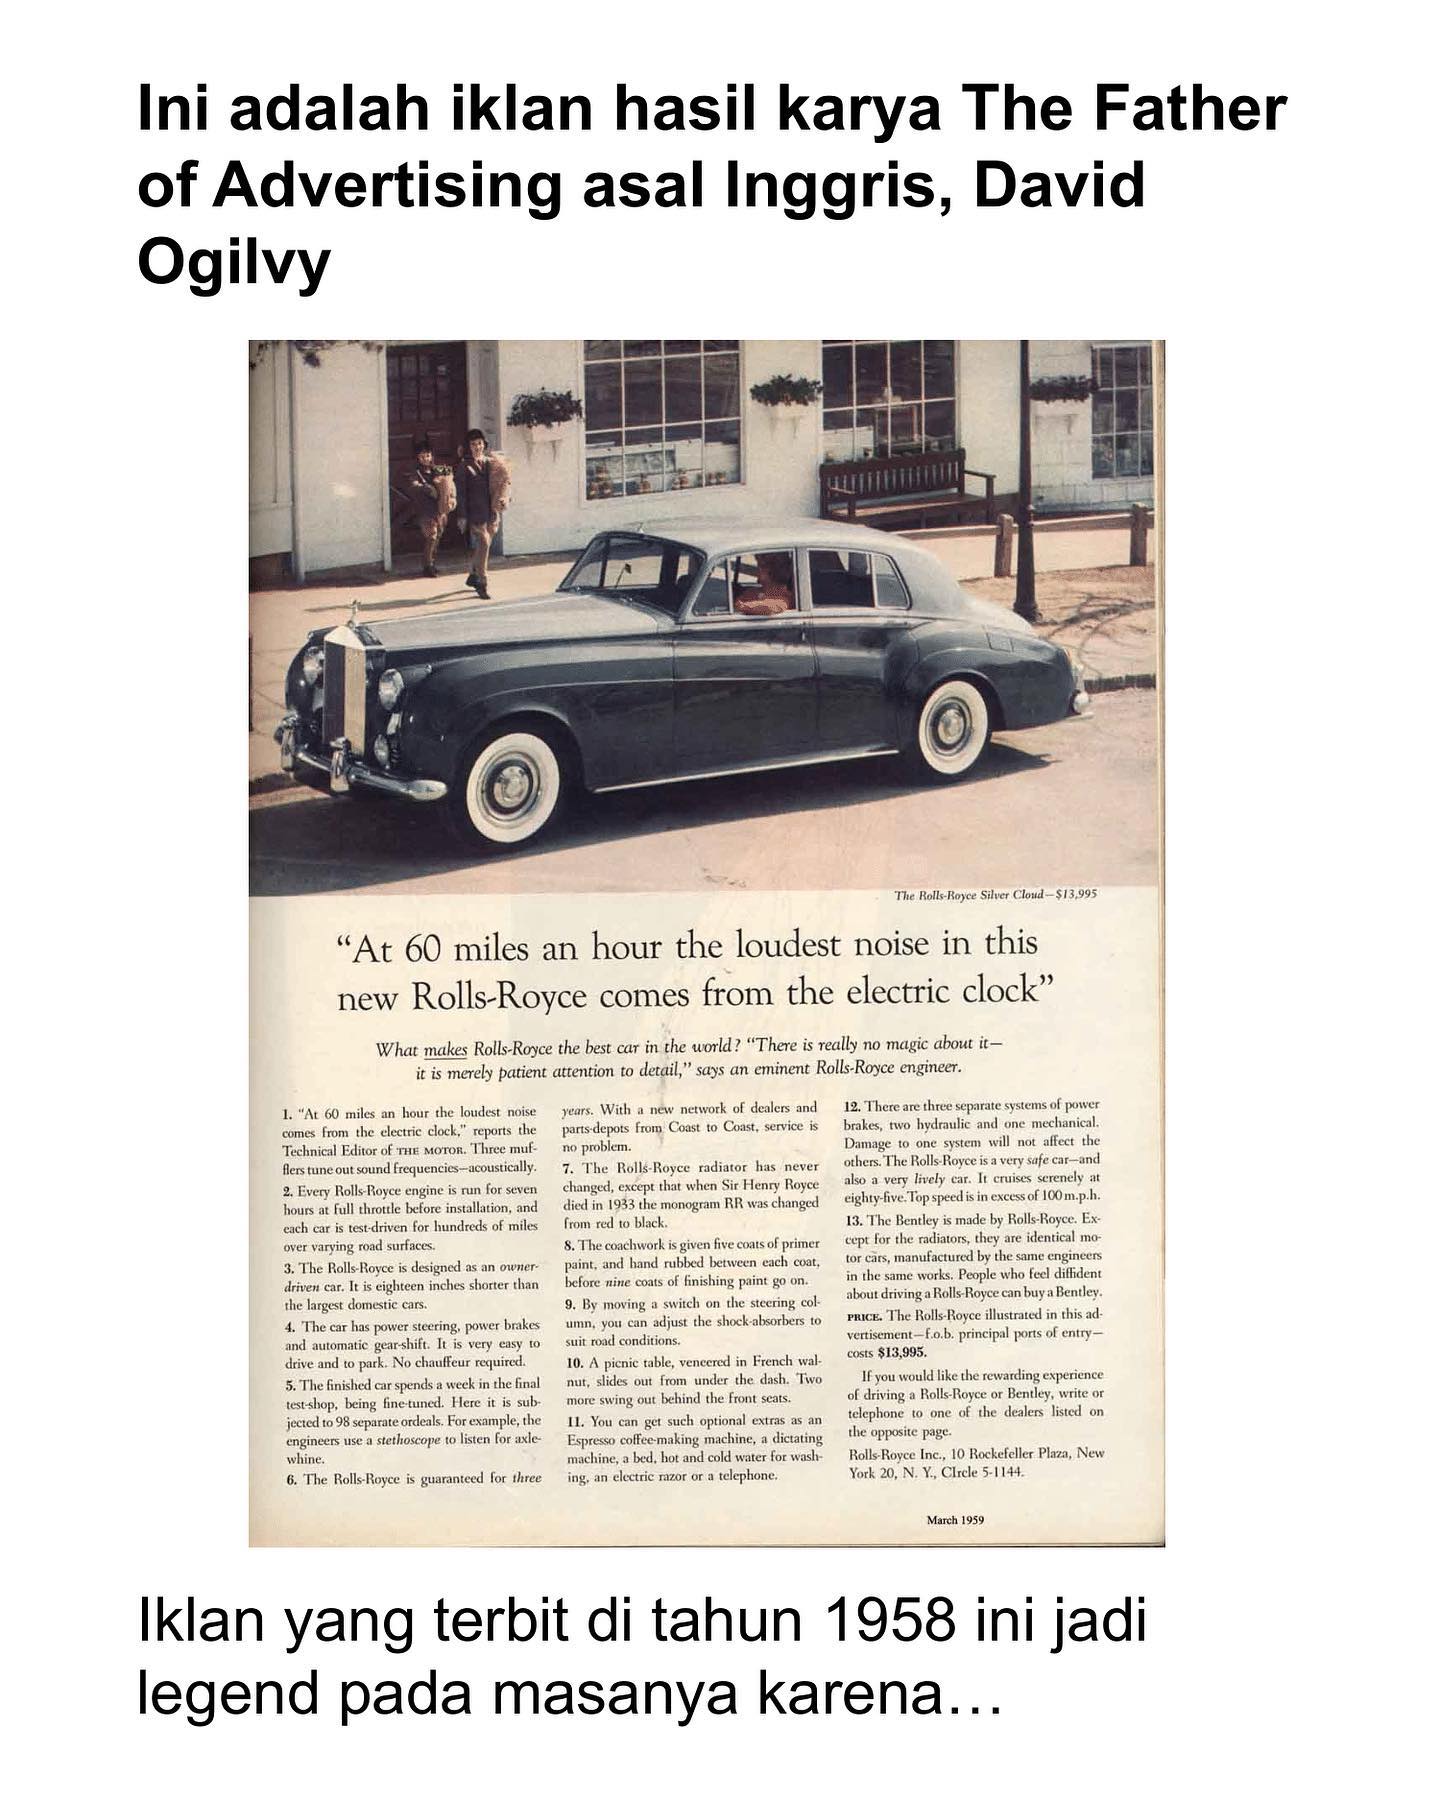 Ini adalah iklan hasil karya The Father
of Advertising asal Inggris, David
Ogilvy
The Rolls-Royce Silver Cloud—$13,995
“At 60 miles an hour the loudest noise in this
new Rolls-Royce comes from the electric clock”
What makes Rolls-Royce the best car in the world? “There is really no magic about it—
it is merely patient attention to detail,” says an eminent Rolls-Royce engineer.
1. “At 60 miles an hour the loudest noise
comes from the electric clock,” reports the
Technical Editor of THE MOTOR. Three muf-
flers tune out sound frequencies—acoustically.
2. Every Rolls-Royce engine is run for seven
hours at full throttle before installation, and
each car is test-driven for hundreds of miles
over varying road surfaces.
3. The Rolls-Royce is designed as an owner-
driven car. It is eighteen inches shorter than
the largest domestic cars.
4. The car has power steering, power brakes
and automatic gear-shift. It is very easy to
drive and to park. No chauffeur required.
5. The finished car spends a week in the final
test-shop, being fine-tuned. Here it is sub-
jected to 98 separate ordeals. For example, the
engineers use a stethoscope to listen for axle-
whine.
6. The Rolls-Royce is guaranteed for three
years. With a new network of dealers and
parts-depots from Coast to Coast, service is
no problem.
7. The Rolls-Royce radiator has never
changed, except that when Sir Henry Royce
died in 1933 the monogram RR was changed
from red to black.
8. The coachwork is given five coats of primer
paint, and hand rubbed between each coat,
before nine coats of finishing paint go on.
9. By moving a switch on the steering col-
umn, you can adjust the shock-absorbers to
suit road conditions.
10. A picnic table, veneered in French wal-
nut, slides out from under the dash. Two
more swing out behind the front seats.
11. You can get such optional extras as an
Espresso coffee-making machine, a dictating
machine, a bed, hot and cold water for wash-
ing, an electric razor or a telephone.
12. There are three separate systems of power
brakes, two hydraulic and one mechanical.
Damage to one system will not affect the
others. The Rolls-Royce is a very safe car—and
also a very lively car. It cruises serenely at
eighty-five. Top speed is in excess of 100 m.p.h.
13. The Bentley is made by Rolls-Royce. Ex-
cept for the radiators, they are identical mo-
tor cars, manufactured by the same engineers
in the same works. People who feel diffident
about driving a Rolls-Royce can buy a Bentley.
PRICE. The Rolls-Royce illustrated in this ad-
vertisement—f.o.b. principal ports of entry—
costs $13,995.
If you would like the rewarding experience
of driving a Rolls-Royce or Bentley, write or
telephone to one of the dealers listed on
the opposite page.
Rolls-Royce Inc., 10 Rockefeller Plaza, New
York 20, N. Y., CIrcle 5-1144.
March 1959
Iklan yang terbit di tahun 1958 ini jadi
legend pada masanya karena…